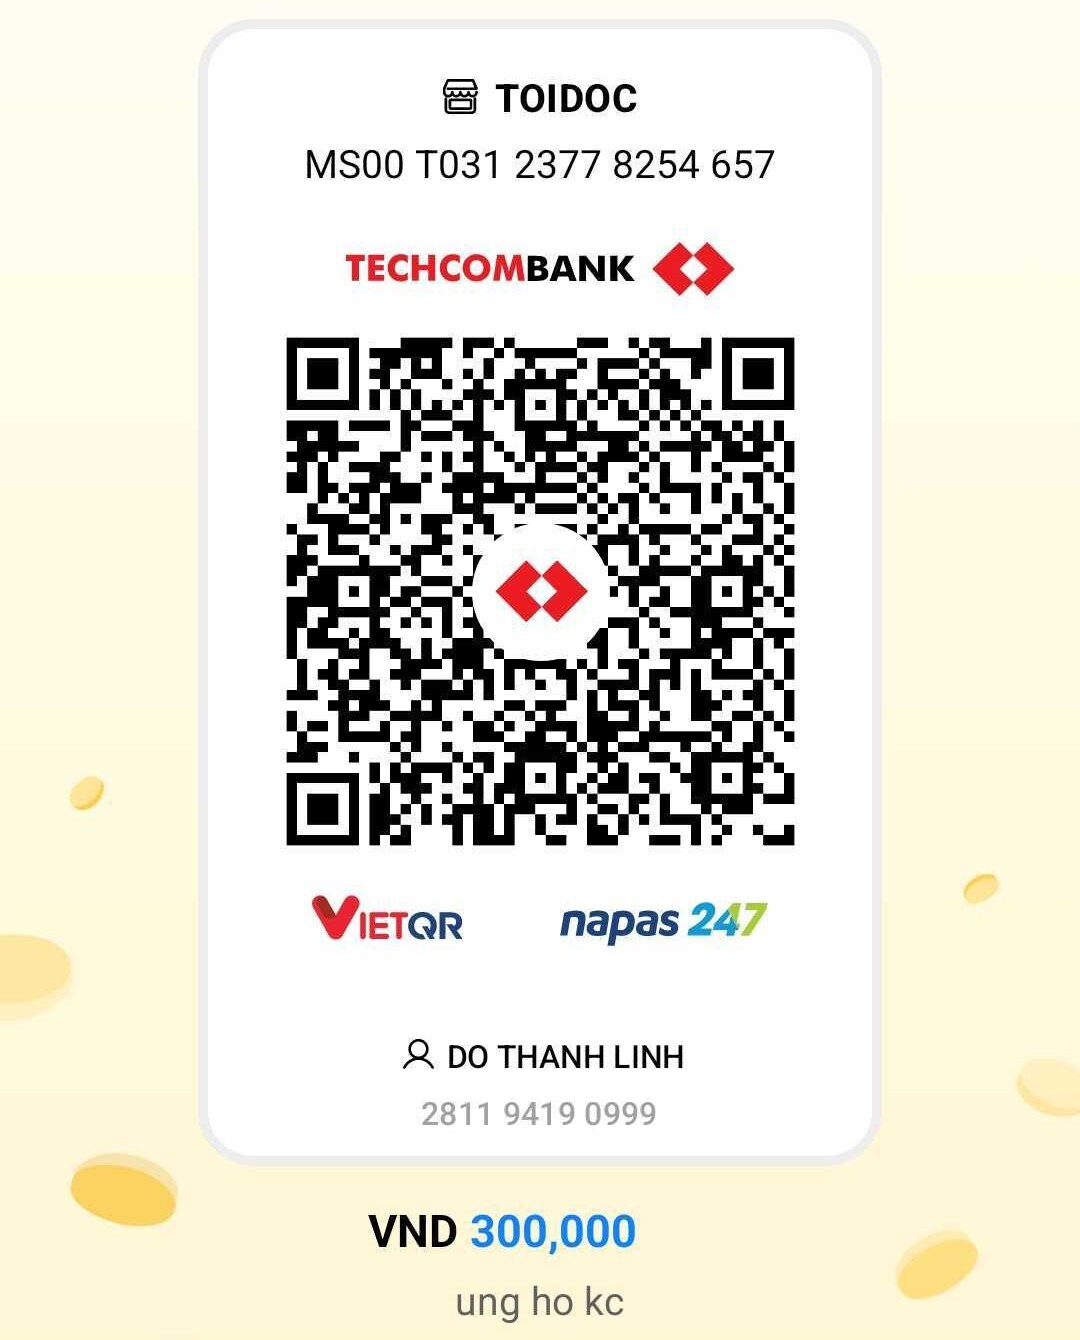 TOIDOC
MS00 T031 2377 8254 657
TECHCOMBANK
VIETQR
napas 247
DO THANH LINH
2811 9419 0999
VND 300,000
ung ho kc